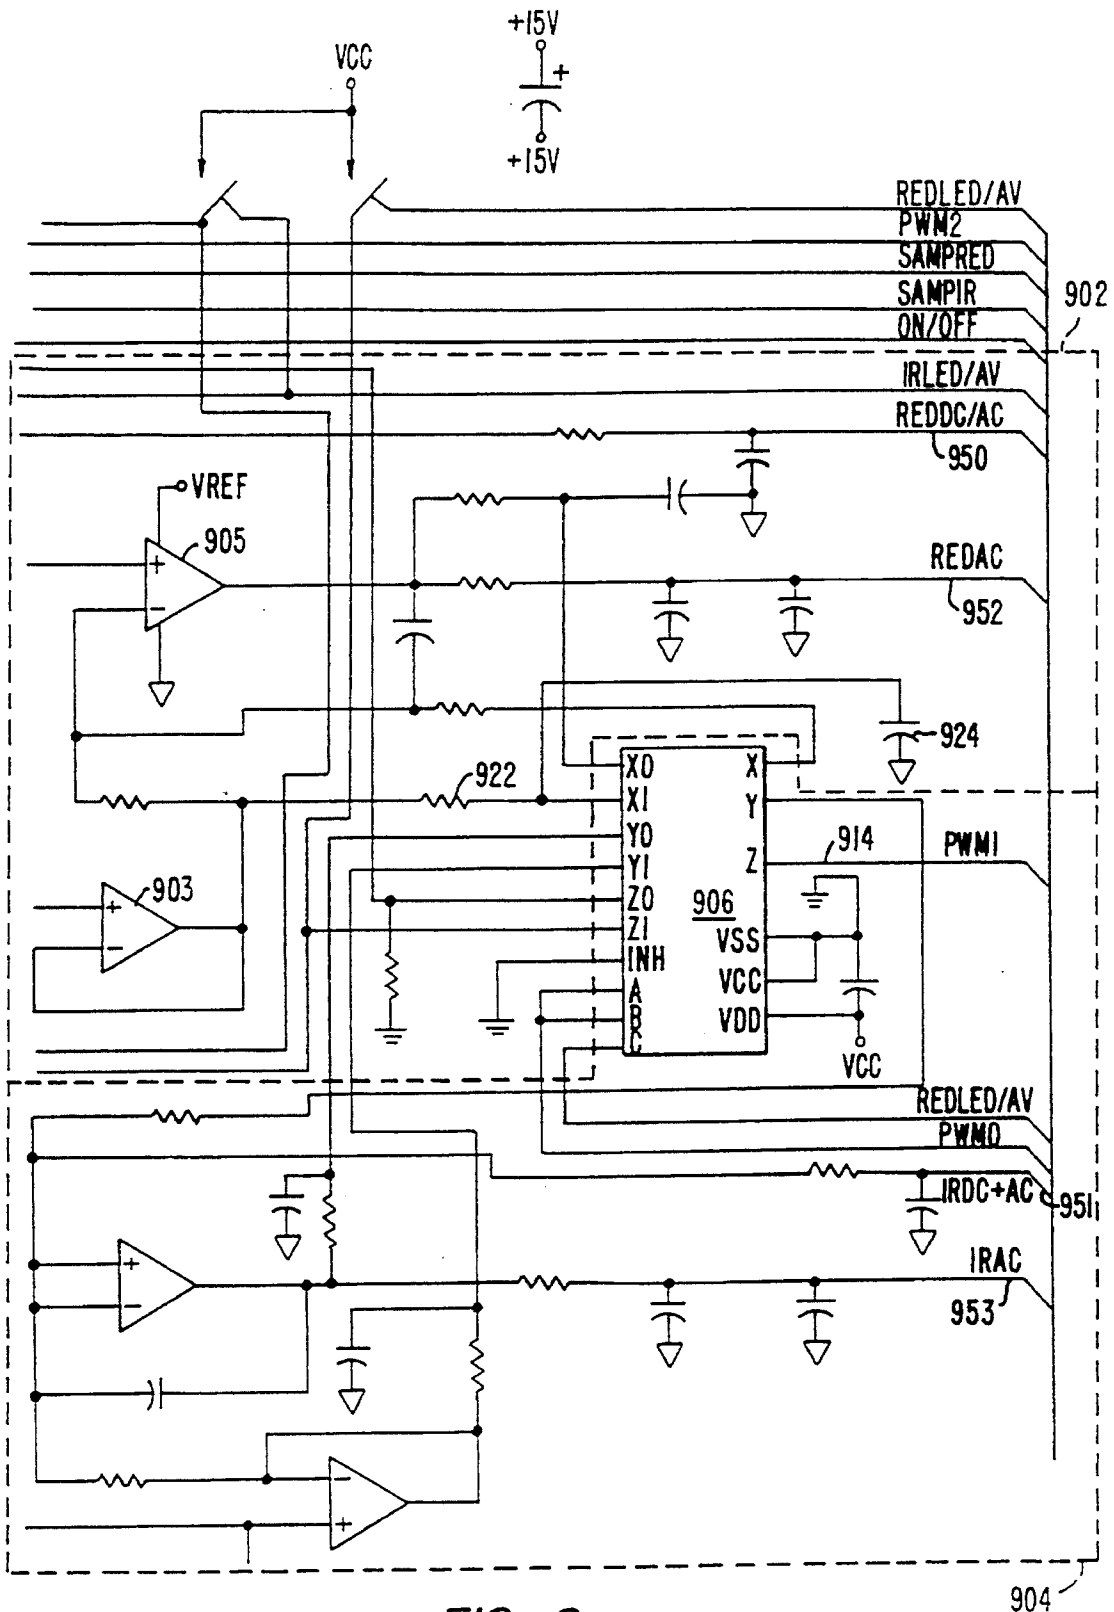 +15V
VCC
+
+15V
REDLED/AV
PWM2
SAMPRED
SAMPIR
902
ON/OFF
IRLED/AV
REDDC/AC
950
VREF
905
+
−
REDAC
952
924
922
X0
X
X1
Y
Y0
914
PWM1
Y1
Z
903
+
−
Z0
906
Z1
VSS
INH
VCC
A
B
VDD
C
VCC
REDLED/AV
PWM0
IRDC+AC
951
+
−
IRAC
953
−
+
904